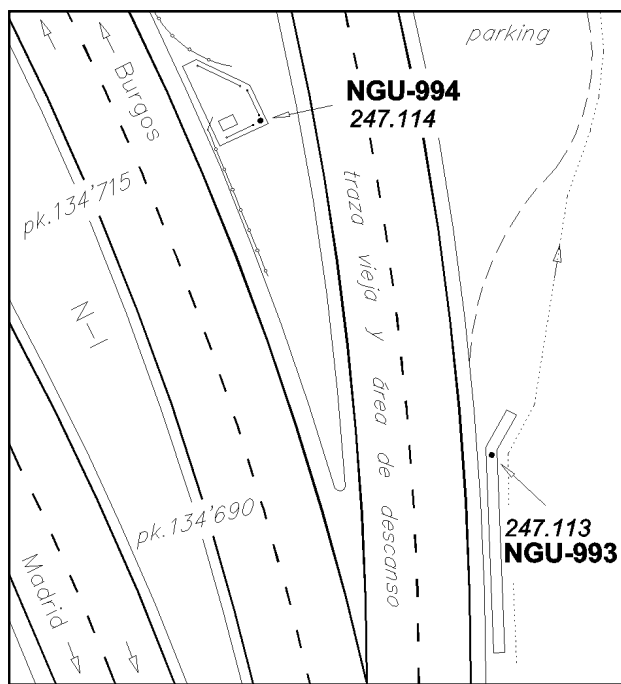 parking
Burgos
NGU-994
247.114
pk.134'715
traza vieja y área de descanso
N-I
pk.134'690
247.113
NGU-993
Madrid